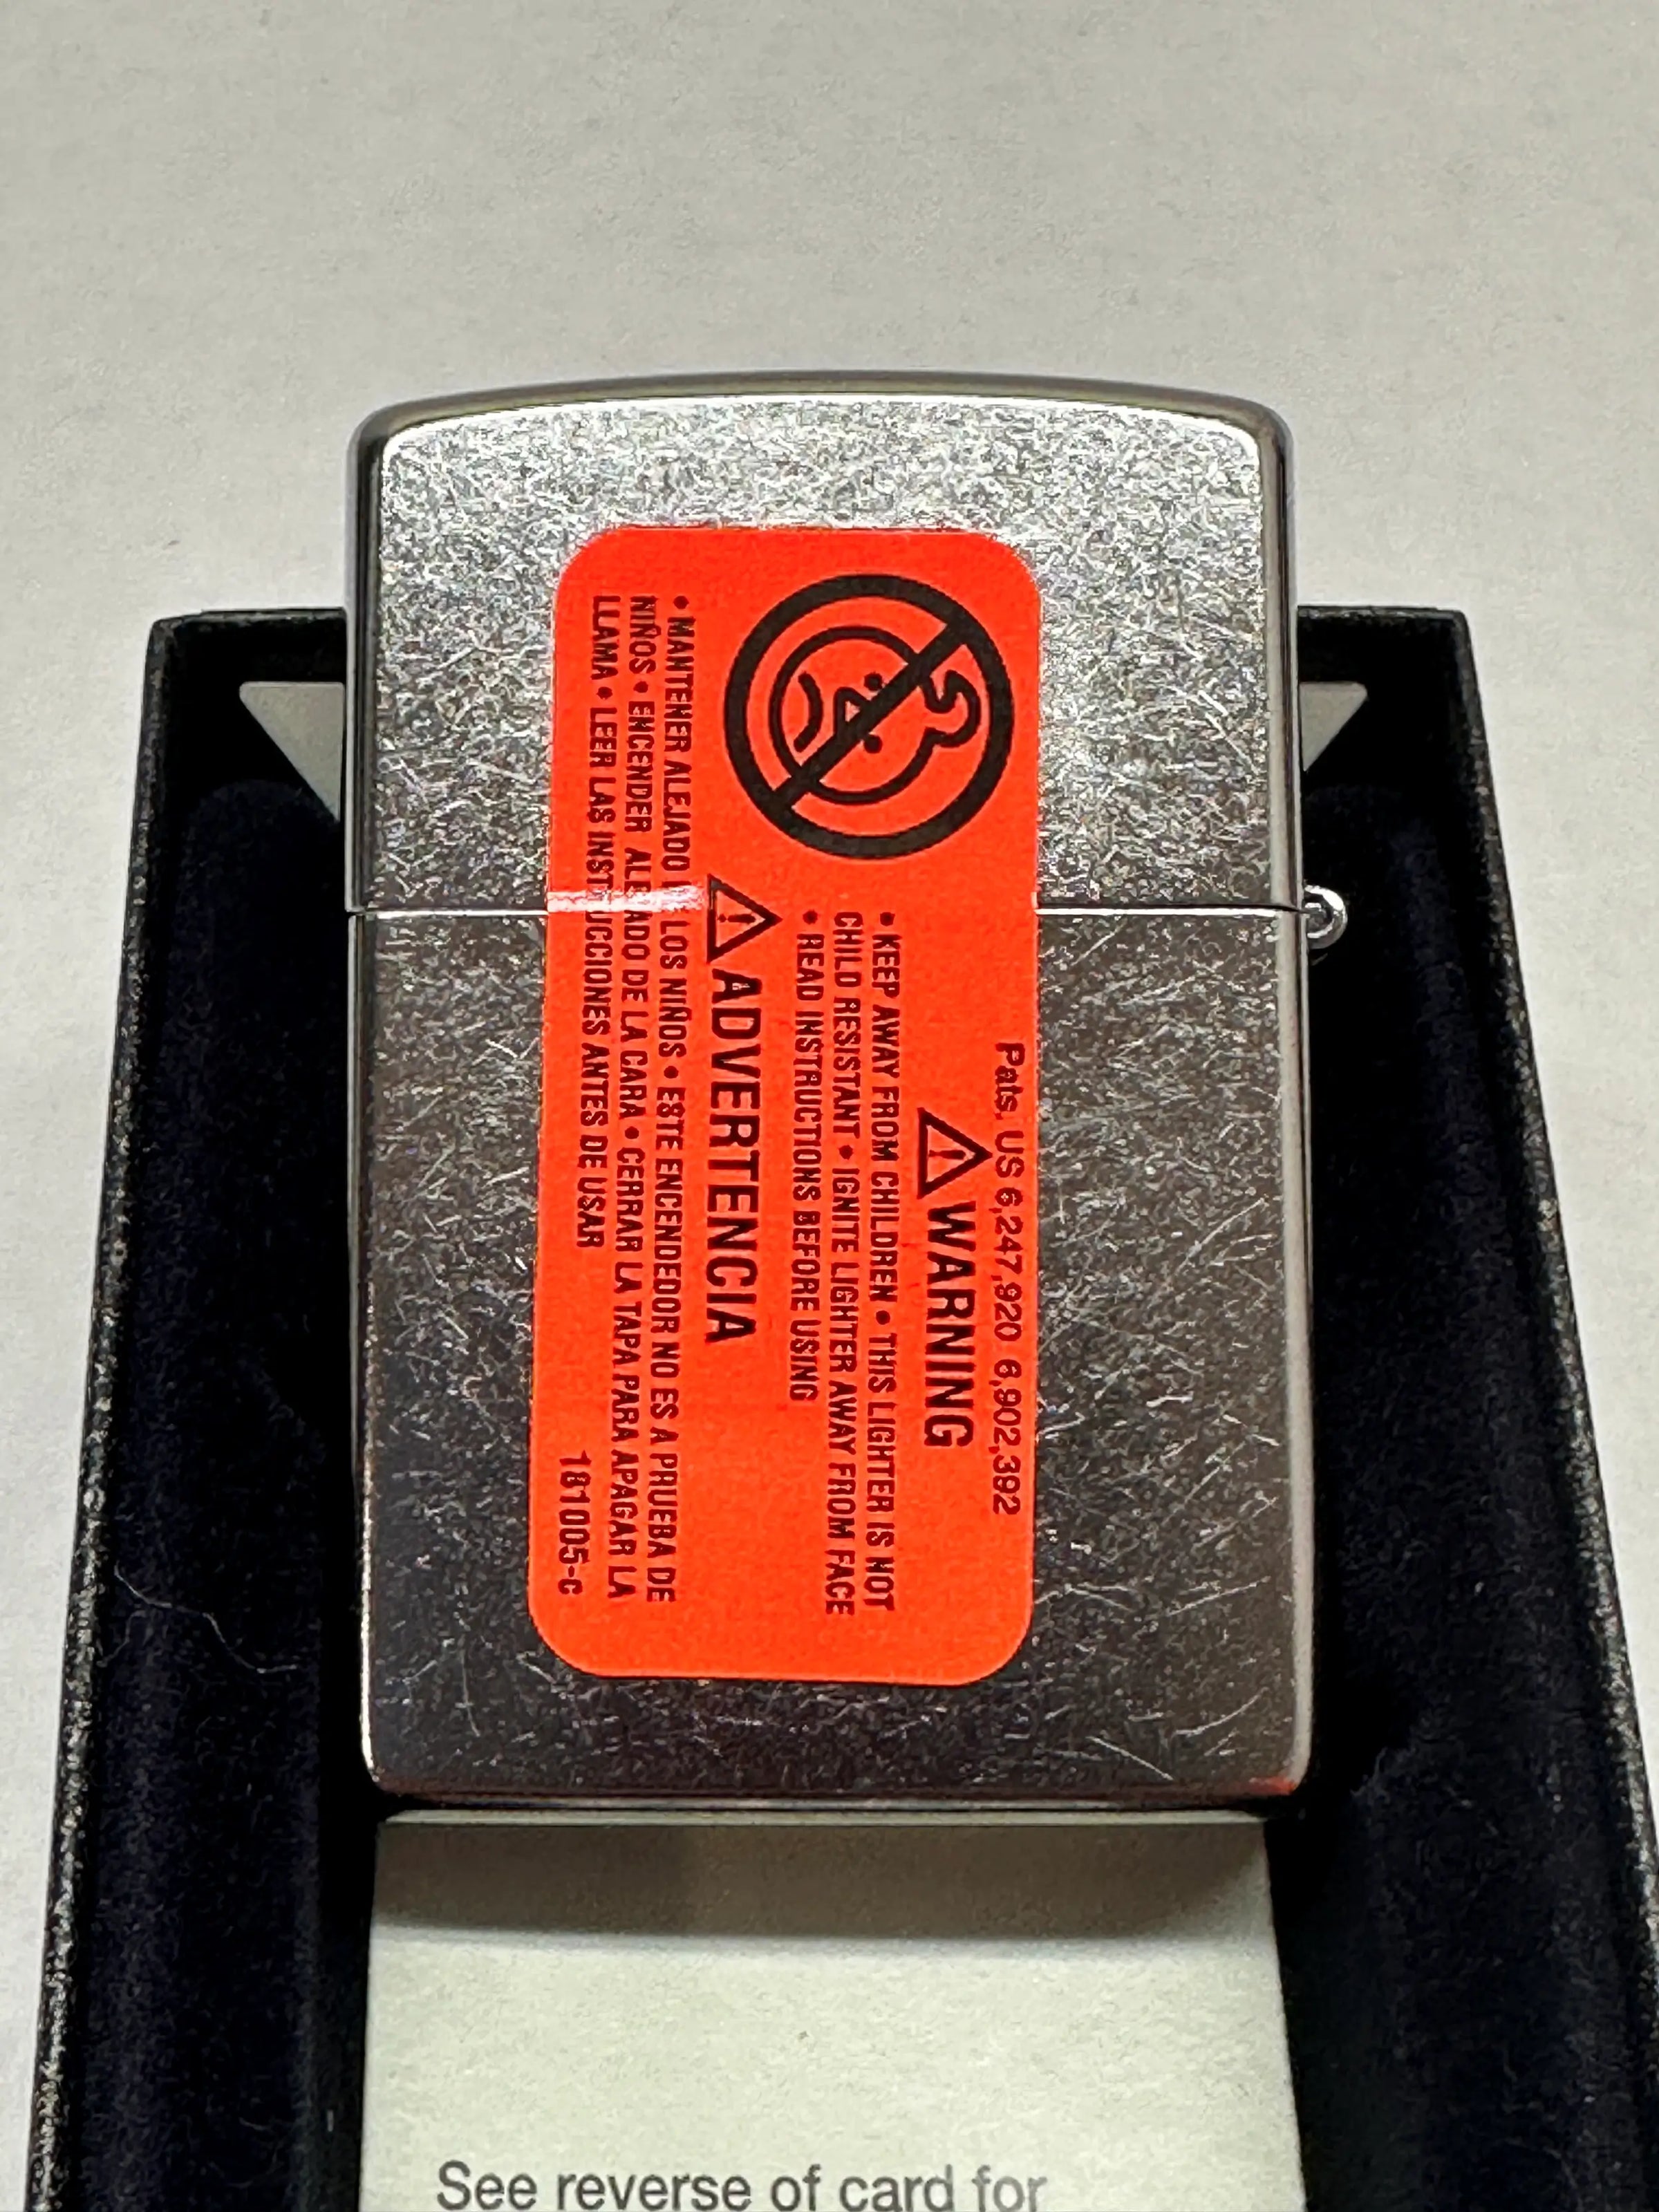 Pats. US 6,247,920 6,902,392
WARNING
• KEEP AWAY FROM CHILDREN • THIS LIGHTER IS NOT
CHILD RESISTANT • IGNITE LIGHTER AWAY FROM FACE
• READ INSTRUCTIONS BEFORE USING
ADVERTENCIA
• MANTENER ALEJADO LOS NIÑOS • ESTE ENCENDEDOR NO ES A PRUEBA DE
NIÑOS • ENCENDER ALEJADO DE LA CARA • CERRAR LA TAPA PARA APAGAR LA
LLAMA • LEER LAS INSTRUCCIONES ANTES DE USAR
181005-c
See reverse of card for